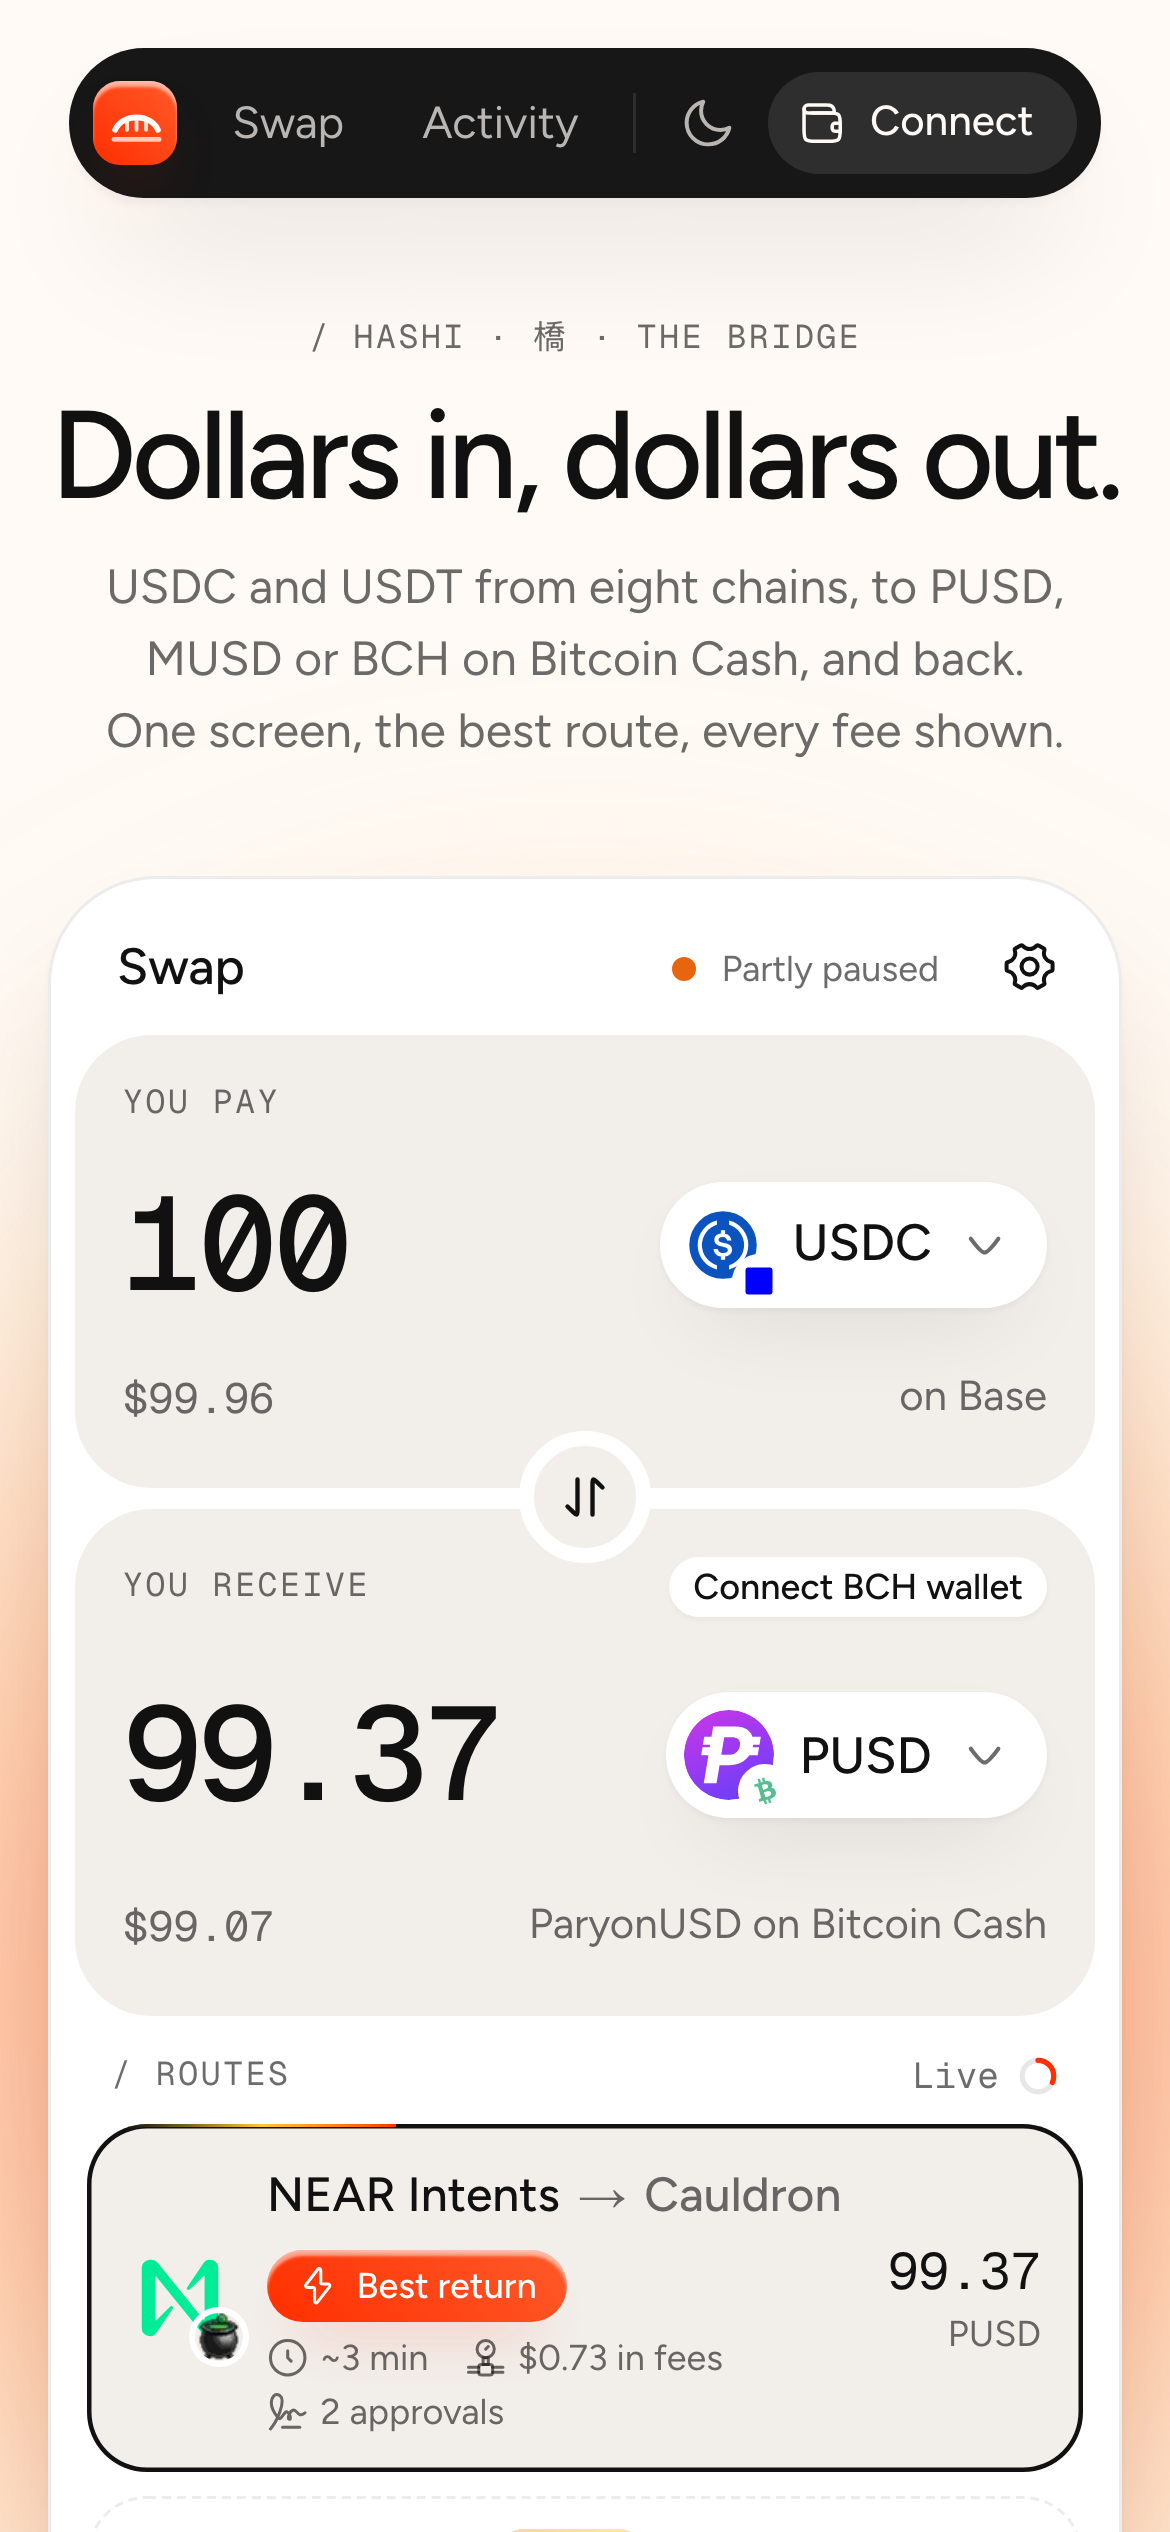 Swap Activity Connect
/ HASHI · 橋 · THE BRIDGE
Dollars in, dollars out.
USDC and USDT from eight chains, to PUSD,
MUSD or BCH on Bitcoin Cash, and back.
One screen, the best route, every fee shown.
Swap Partly paused
YOU PAY
100 USDC
$99.96 on Base
YOU RECEIVE Connect BCH wallet
99.37 PUSD
$99.07 ParyonUSD on Bitcoin Cash
/ ROUTES Live
NEAR Intents → Cauldron
Best return 99.37
~3 min $0.73 in fees PUSD
2 approvals